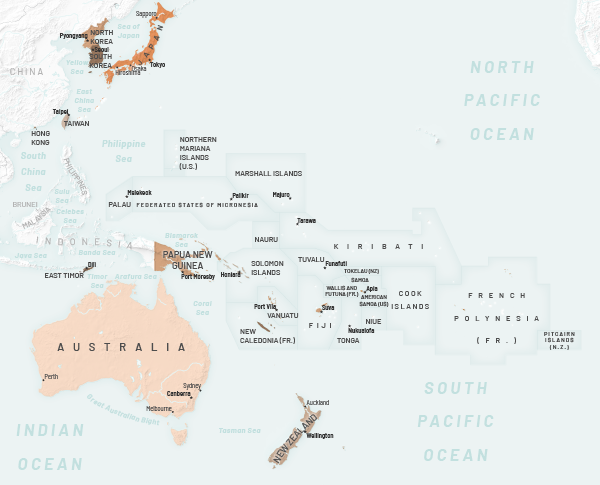 Sapporo
Sea of
Japan
Pyongyang
NORTH
KOREA
Seoul
SOUTH
KOREA
JAPAN
Tokyo
Osaka
Hiroshima
Yellow
Sea
CHINA
NORTH
PACIFIC
OCEAN
East
China
Sea
Taipei
TAIWAN
HONG
KONG
Philippine
Sea
NORTHERN
MARIANA
ISLANDS
(U.S.)
South
China
Sea
PHILIPPINES
MARSHALL ISLANDS
Sulu
Sea
Melekeok
PALAU
FEDERATED STATES OF MICRONESIA
Palikir
Majuro
BRUNEI
MALAYSIA
Celebes
Sea
Tarawa
NAURU
KIRIBATI
INDONESIA
Bismarck
Sea
Java Sea
Banda Sea
PAPUA NEW
GUINEA
SOLOMON
ISLANDS
TUVALU
Funafuti
TOKELAU (NZ)
Dili
EAST TIMOR
Timor
Sea
Arafura Sea
Port Moresby
Honiara
SAMOA
WALLIS AND
FUTUNA (FR.)
Apia
AMERICAN
SAMOA (US)
COOK
ISLANDS
FRENCH
POLYNESIA
(FR.)
Coral
Sea
Port Vila
VANUATU
Suva
FIJI
NIUE
Nukualofa
TONGA
NEW
CALEDONIA (FR.)
PITCAIRN
ISLANDS
(N.Z.)
AUSTRALIA
Perth
Sydney
Canberra
Melbourne
Great Australian Bight
SOUTH
PACIFIC
OCEAN
Auckland
NEW ZEALAND
Wellington
Tasman Sea
INDIAN
OCEAN